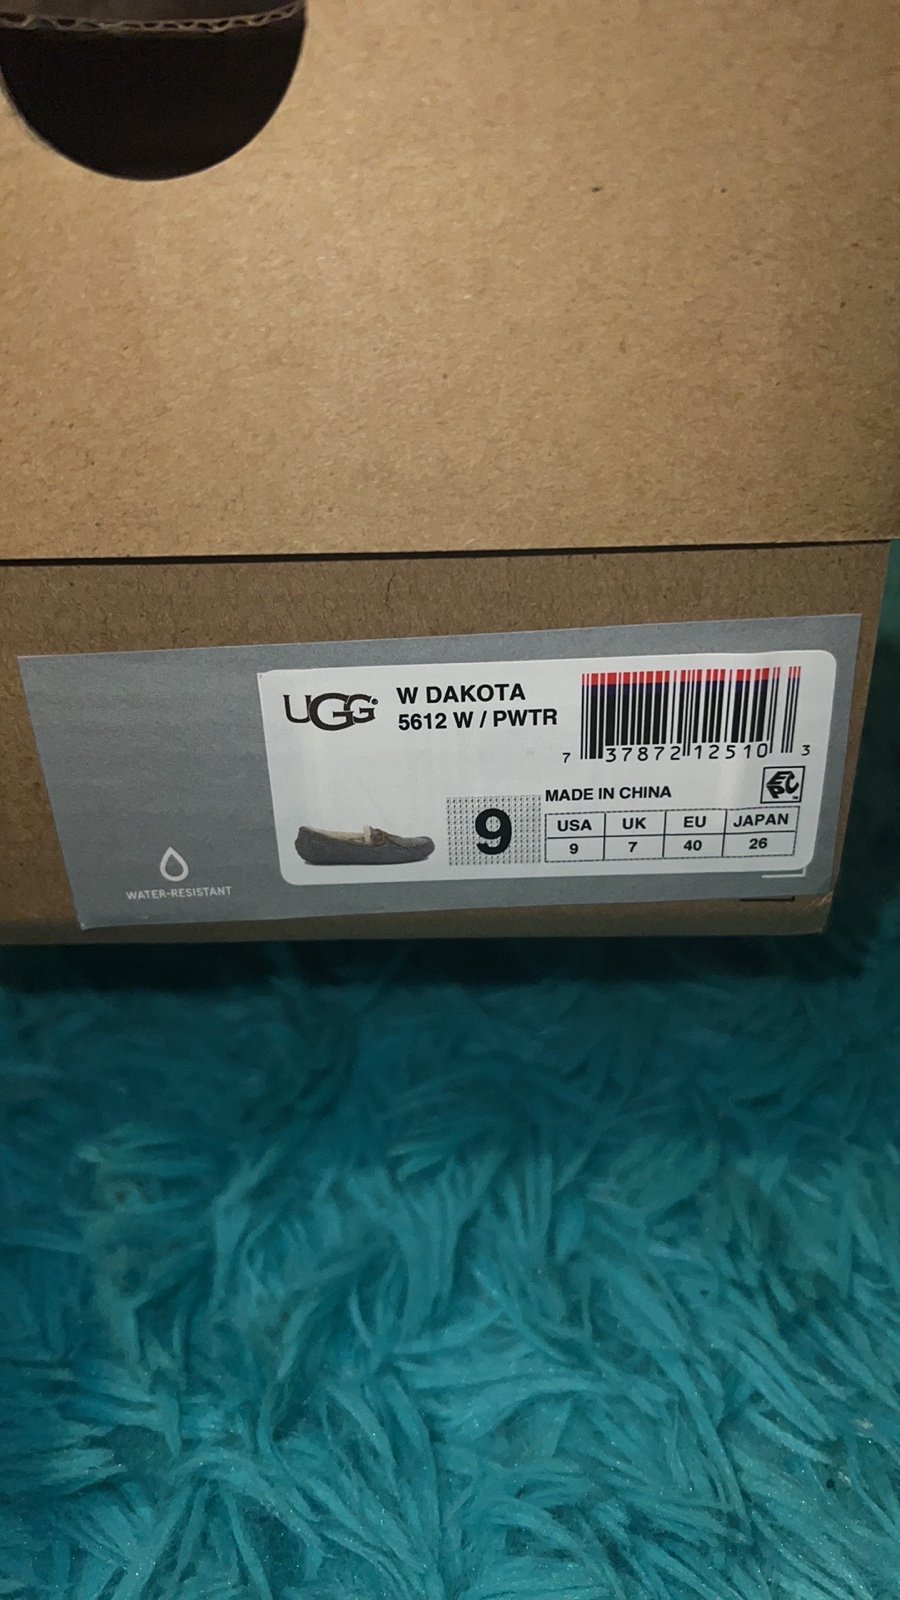 UGG®
W DAKOTA
5612 W / PWTR
7 37872 12510 3
MADE IN CHINA
EPC
9
USA UK EU JAPAN
9 7 40 26
WATER-RESISTANT